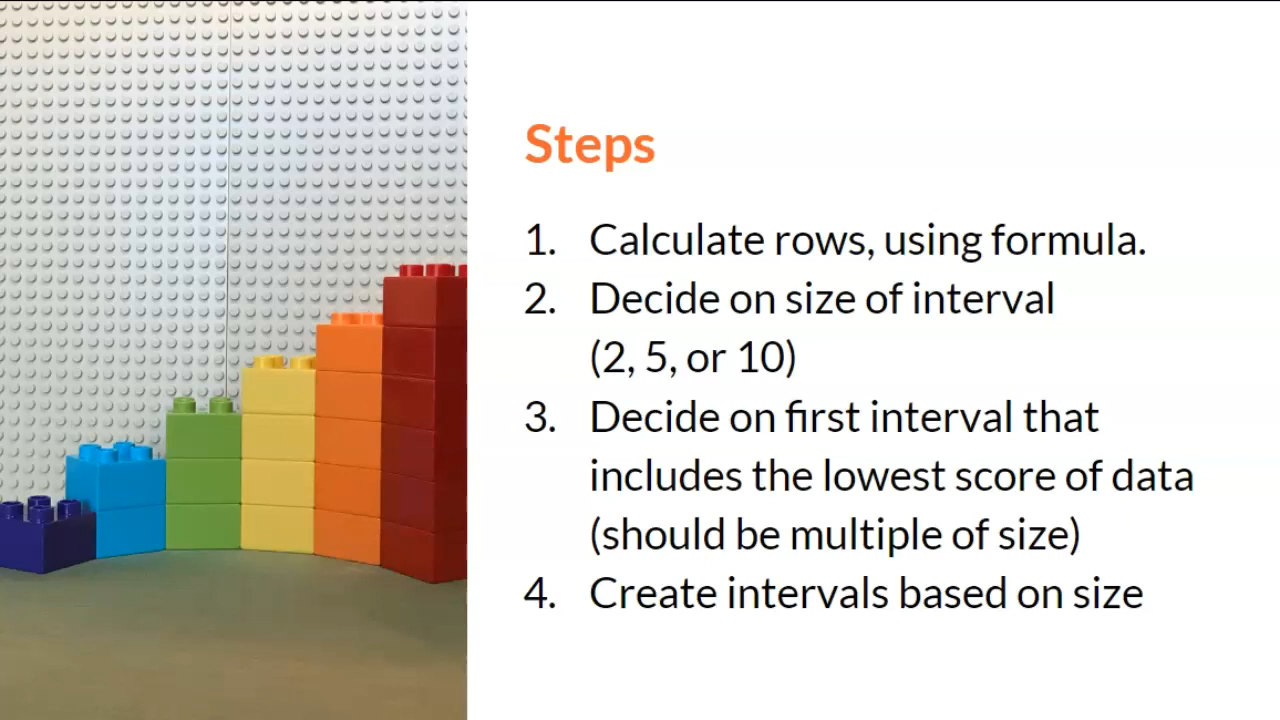 Steps
1. Calculate rows, using formula.
2. Decide on size of interval
(2, 5, or 10)
3. Decide on first interval that
includes the lowest score of data
(should be multiple of size)
4. Create intervals based on size